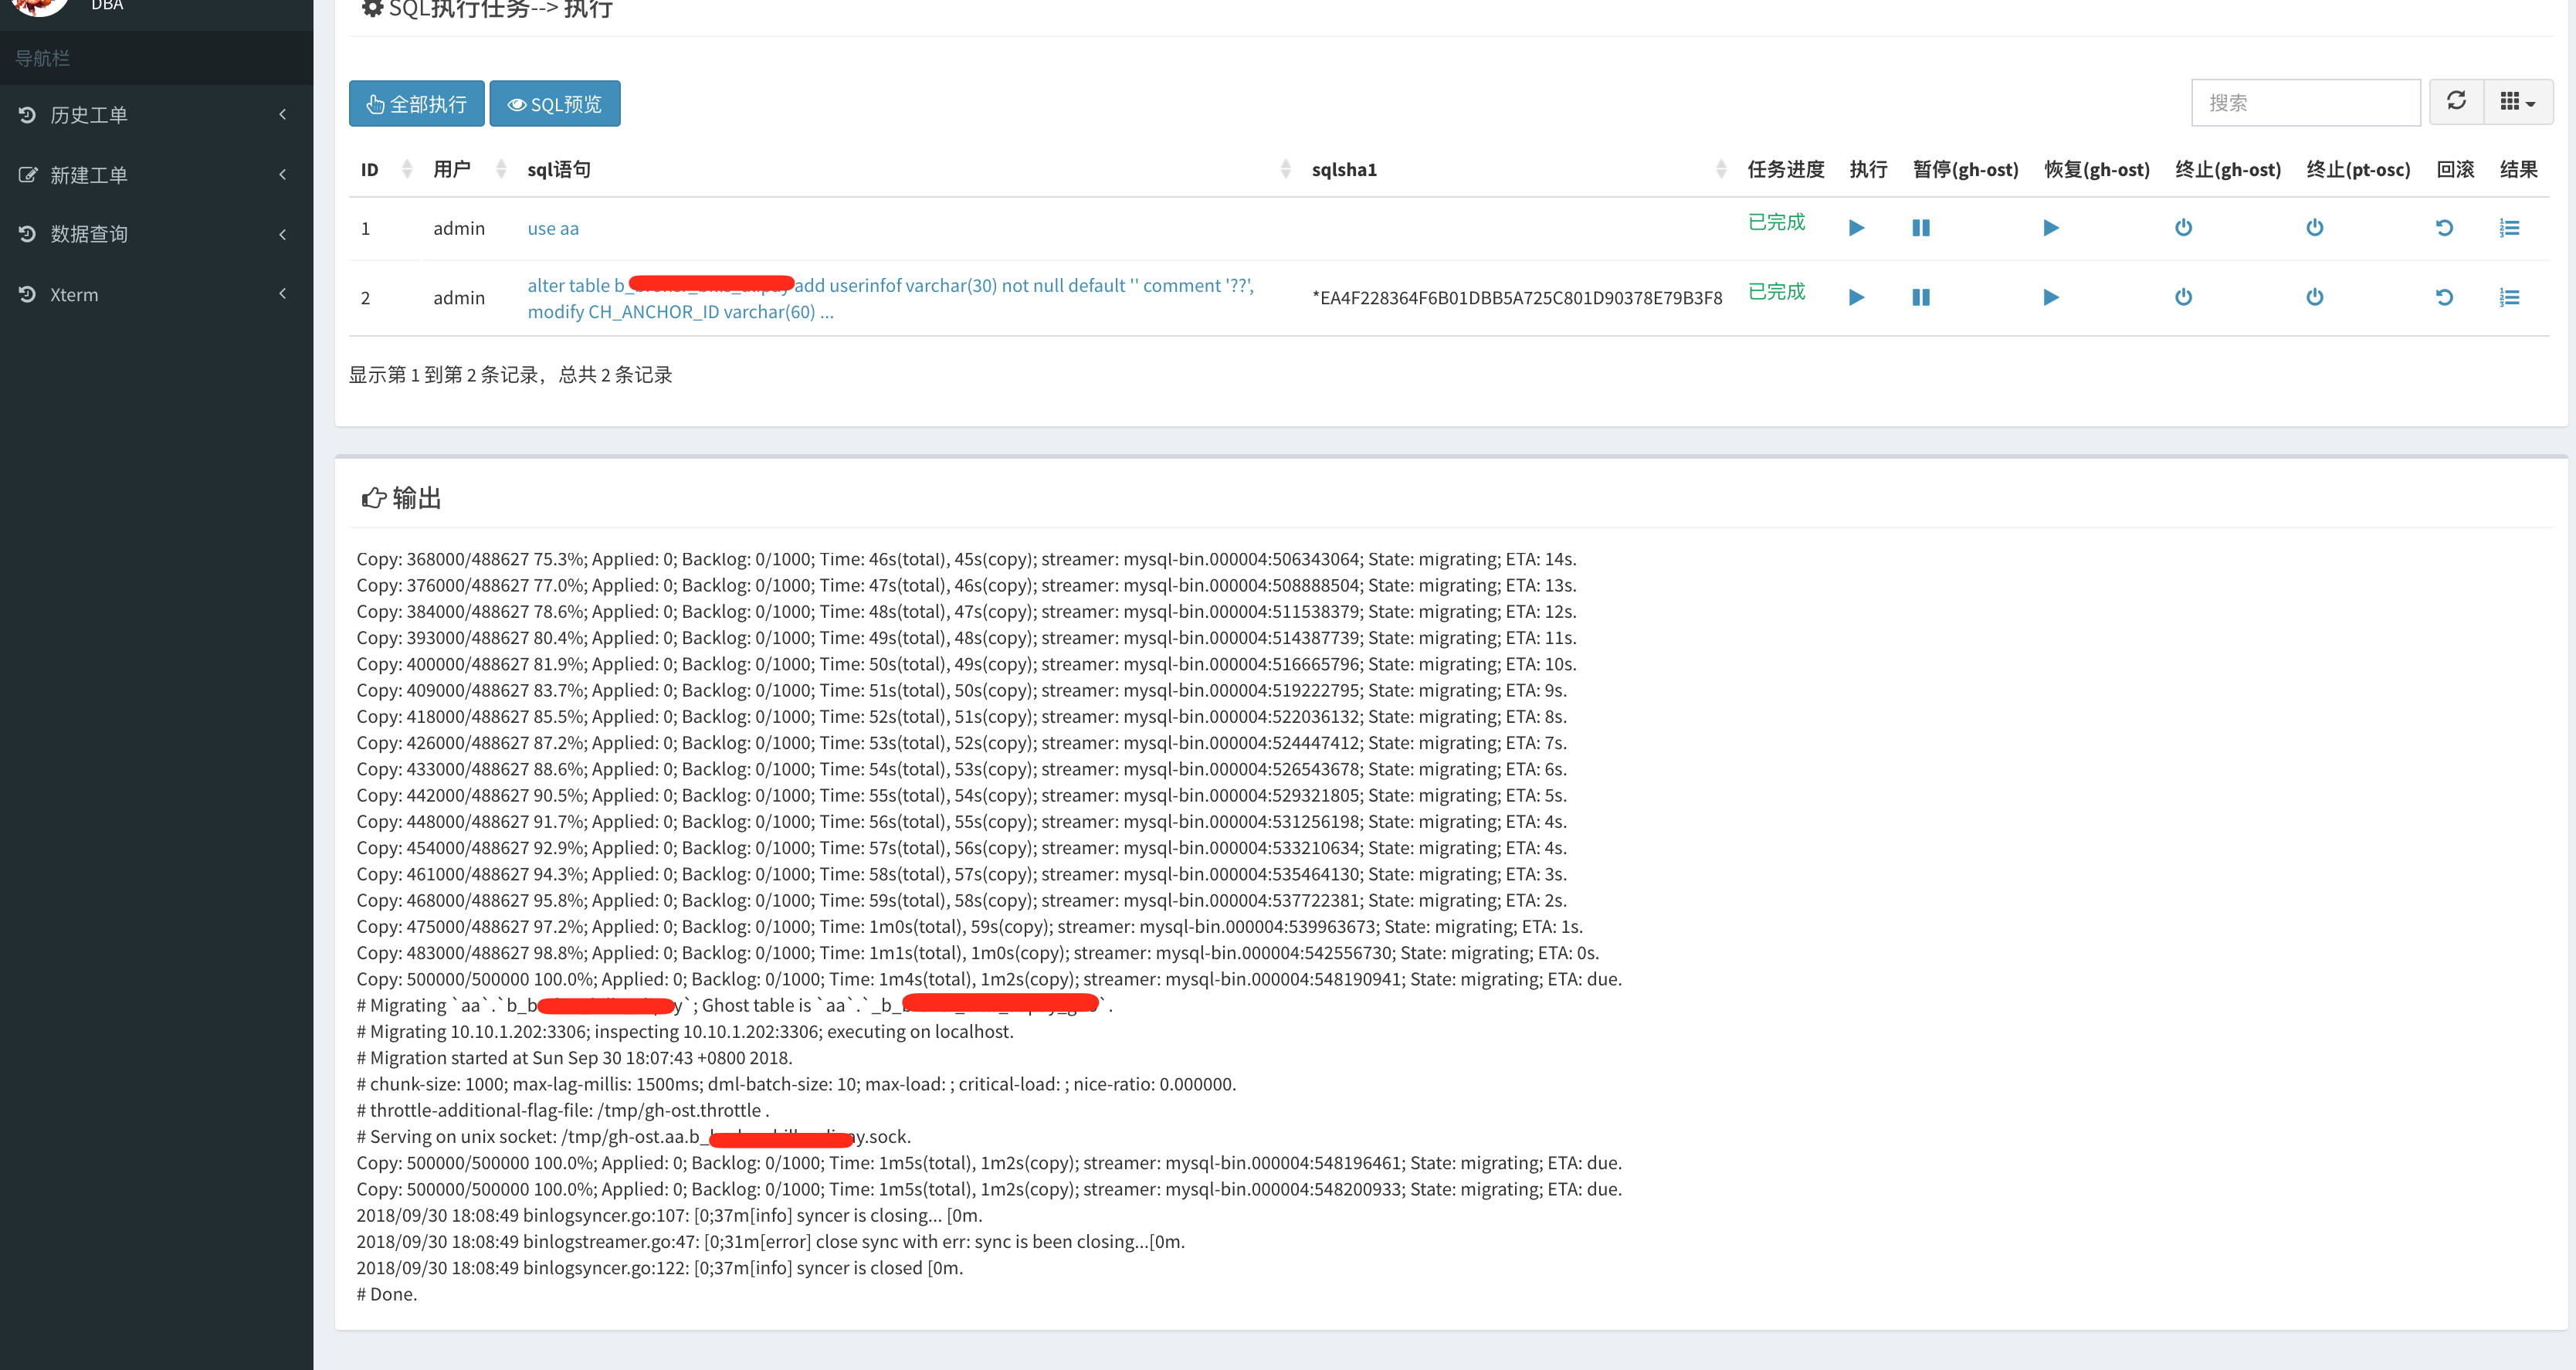 DBA
导航栏
历史工单
新建工单
数据查询
Xterm
SQL执行任务--> 执行
全部执行 SQL预览 搜索
ID 用户 sql语句 sqlsha1 任务进度 执行 暂停(gh-ost) 恢复(gh-ost) 终止(gh-ost) 终止(pt-osc) 回滚 结果
1 admin use aa 已完成
2 admin alter table b_ add userinfof varchar(30) not null default '' comment '??',
modify CH_ANCHOR_ID varchar(60) ... *EA4F228364F6B01DBB5A725C801D90378E79B3F8 已完成
显示第 1 到第 2 条记录，总共 2 条记录
输出
Copy: 368000/488627 75.3%; Applied: 0; Backlog: 0/1000; Time: 46s(total), 45s(copy); streamer: mysql-bin.000004:506343064; State: migrating; ETA: 14s.
Copy: 376000/488627 77.0%; Applied: 0; Backlog: 0/1000; Time: 47s(total), 46s(copy); streamer: mysql-bin.000004:508888504; State: migrating; ETA: 13s.
Copy: 384000/488627 78.6%; Applied: 0; Backlog: 0/1000; Time: 48s(total), 47s(copy); streamer: mysql-bin.000004:511538379; State: migrating; ETA: 12s.
Copy: 393000/488627 80.4%; Applied: 0; Backlog: 0/1000; Time: 49s(total), 48s(copy); streamer: mysql-bin.000004:514387739; State: migrating; ETA: 11s.
Copy: 400000/488627 81.9%; Applied: 0; Backlog: 0/1000; Time: 50s(total), 49s(copy); streamer: mysql-bin.000004:516665796; State: migrating; ETA: 10s.
Copy: 409000/488627 83.7%; Applied: 0; Backlog: 0/1000; Time: 51s(total), 50s(copy); streamer: mysql-bin.000004:519222795; State: migrating; ETA: 9s.
Copy: 418000/488627 85.5%; Applied: 0; Backlog: 0/1000; Time: 52s(total), 51s(copy); streamer: mysql-bin.000004:522036132; State: migrating; ETA: 8s.
Copy: 426000/488627 87.2%; Applied: 0; Backlog: 0/1000; Time: 53s(total), 52s(copy); streamer: mysql-bin.000004:524447412; State: migrating; ETA: 7s.
Copy: 433000/488627 88.6%; Applied: 0; Backlog: 0/1000; Time: 54s(total), 53s(copy); streamer: mysql-bin.000004:526543678; State: migrating; ETA: 6s.
Copy: 442000/488627 90.5%; Applied: 0; Backlog: 0/1000; Time: 55s(total), 54s(copy); streamer: mysql-bin.000004:529321805; State: migrating; ETA: 5s.
Copy: 448000/488627 91.7%; Applied: 0; Backlog: 0/1000; Time: 56s(total), 55s(copy); streamer: mysql-bin.000004:531256198; State: migrating; ETA: 4s.
Copy: 454000/488627 92.9%; Applied: 0; Backlog: 0/1000; Time: 57s(total), 56s(copy); streamer: mysql-bin.000004:533210634; State: migrating; ETA: 4s.
Copy: 461000/488627 94.3%; Applied: 0; Backlog: 0/1000; Time: 58s(total), 57s(copy); streamer: mysql-bin.000004:535464130; State: migrating; ETA: 3s.
Copy: 468000/488627 95.8%; Applied: 0; Backlog: 0/1000; Time: 59s(total), 58s(copy); streamer: mysql-bin.000004:537722381; State: migrating; ETA: 2s.
Copy: 475000/488627 97.2%; Applied: 0; Backlog: 0/1000; Time: 1m0s(total), 59s(copy); streamer: mysql-bin.000004:539963673; State: migrating; ETA: 1s.
Copy: 483000/488627 98.8%; Applied: 0; Backlog: 0/1000; Time: 1m1s(total), 1m0s(copy); streamer: mysql-bin.000004:542556730; State: migrating; ETA: 0s.
Copy: 500000/500000 100.0%; Applied: 0; Backlog: 0/1000; Time: 1m4s(total), 1m2s(copy); streamer: mysql-bin.000004:548190941; State: migrating; ETA: due.
# Migrating `aa`.`b_b y`; Ghost table is `aa`.`_b_ `.
# Migrating 10.10.1.202:3306; inspecting 10.10.1.202:3306; executing on localhost.
# Migration started at Sun Sep 30 18:07:43 +0800 2018.
# chunk-size: 1000; max-lag-millis: 1500ms; dml-batch-size: 10; max-load: ; critical-load: ; nice-ratio: 0.000000.
# throttle-additional-flag-file: /tmp/gh-ost.throttle .
# Serving on unix socket: /tmp/gh-ost.aa.b_ y.sock.
Copy: 500000/500000 100.0%; Applied: 0; Backlog: 0/1000; Time: 1m5s(total), 1m2s(copy); streamer: mysql-bin.000004:548196461; State: migrating; ETA: due.
Copy: 500000/500000 100.0%; Applied: 0; Backlog: 0/1000; Time: 1m5s(total), 1m2s(copy); streamer: mysql-bin.000004:548200933; State: migrating; ETA: due.
2018/09/30 18:08:49 binlogsyncer.go:107: [0;37m[info] syncer is closing... [0m.
2018/09/30 18:08:49 binlogstreamer.go:47: [0;31m[error] close sync with err: sync is been closing...[0m.
2018/09/30 18:08:49 binlogsyncer.go:122: [0;37m[info] syncer is closed [0m.
# Done.